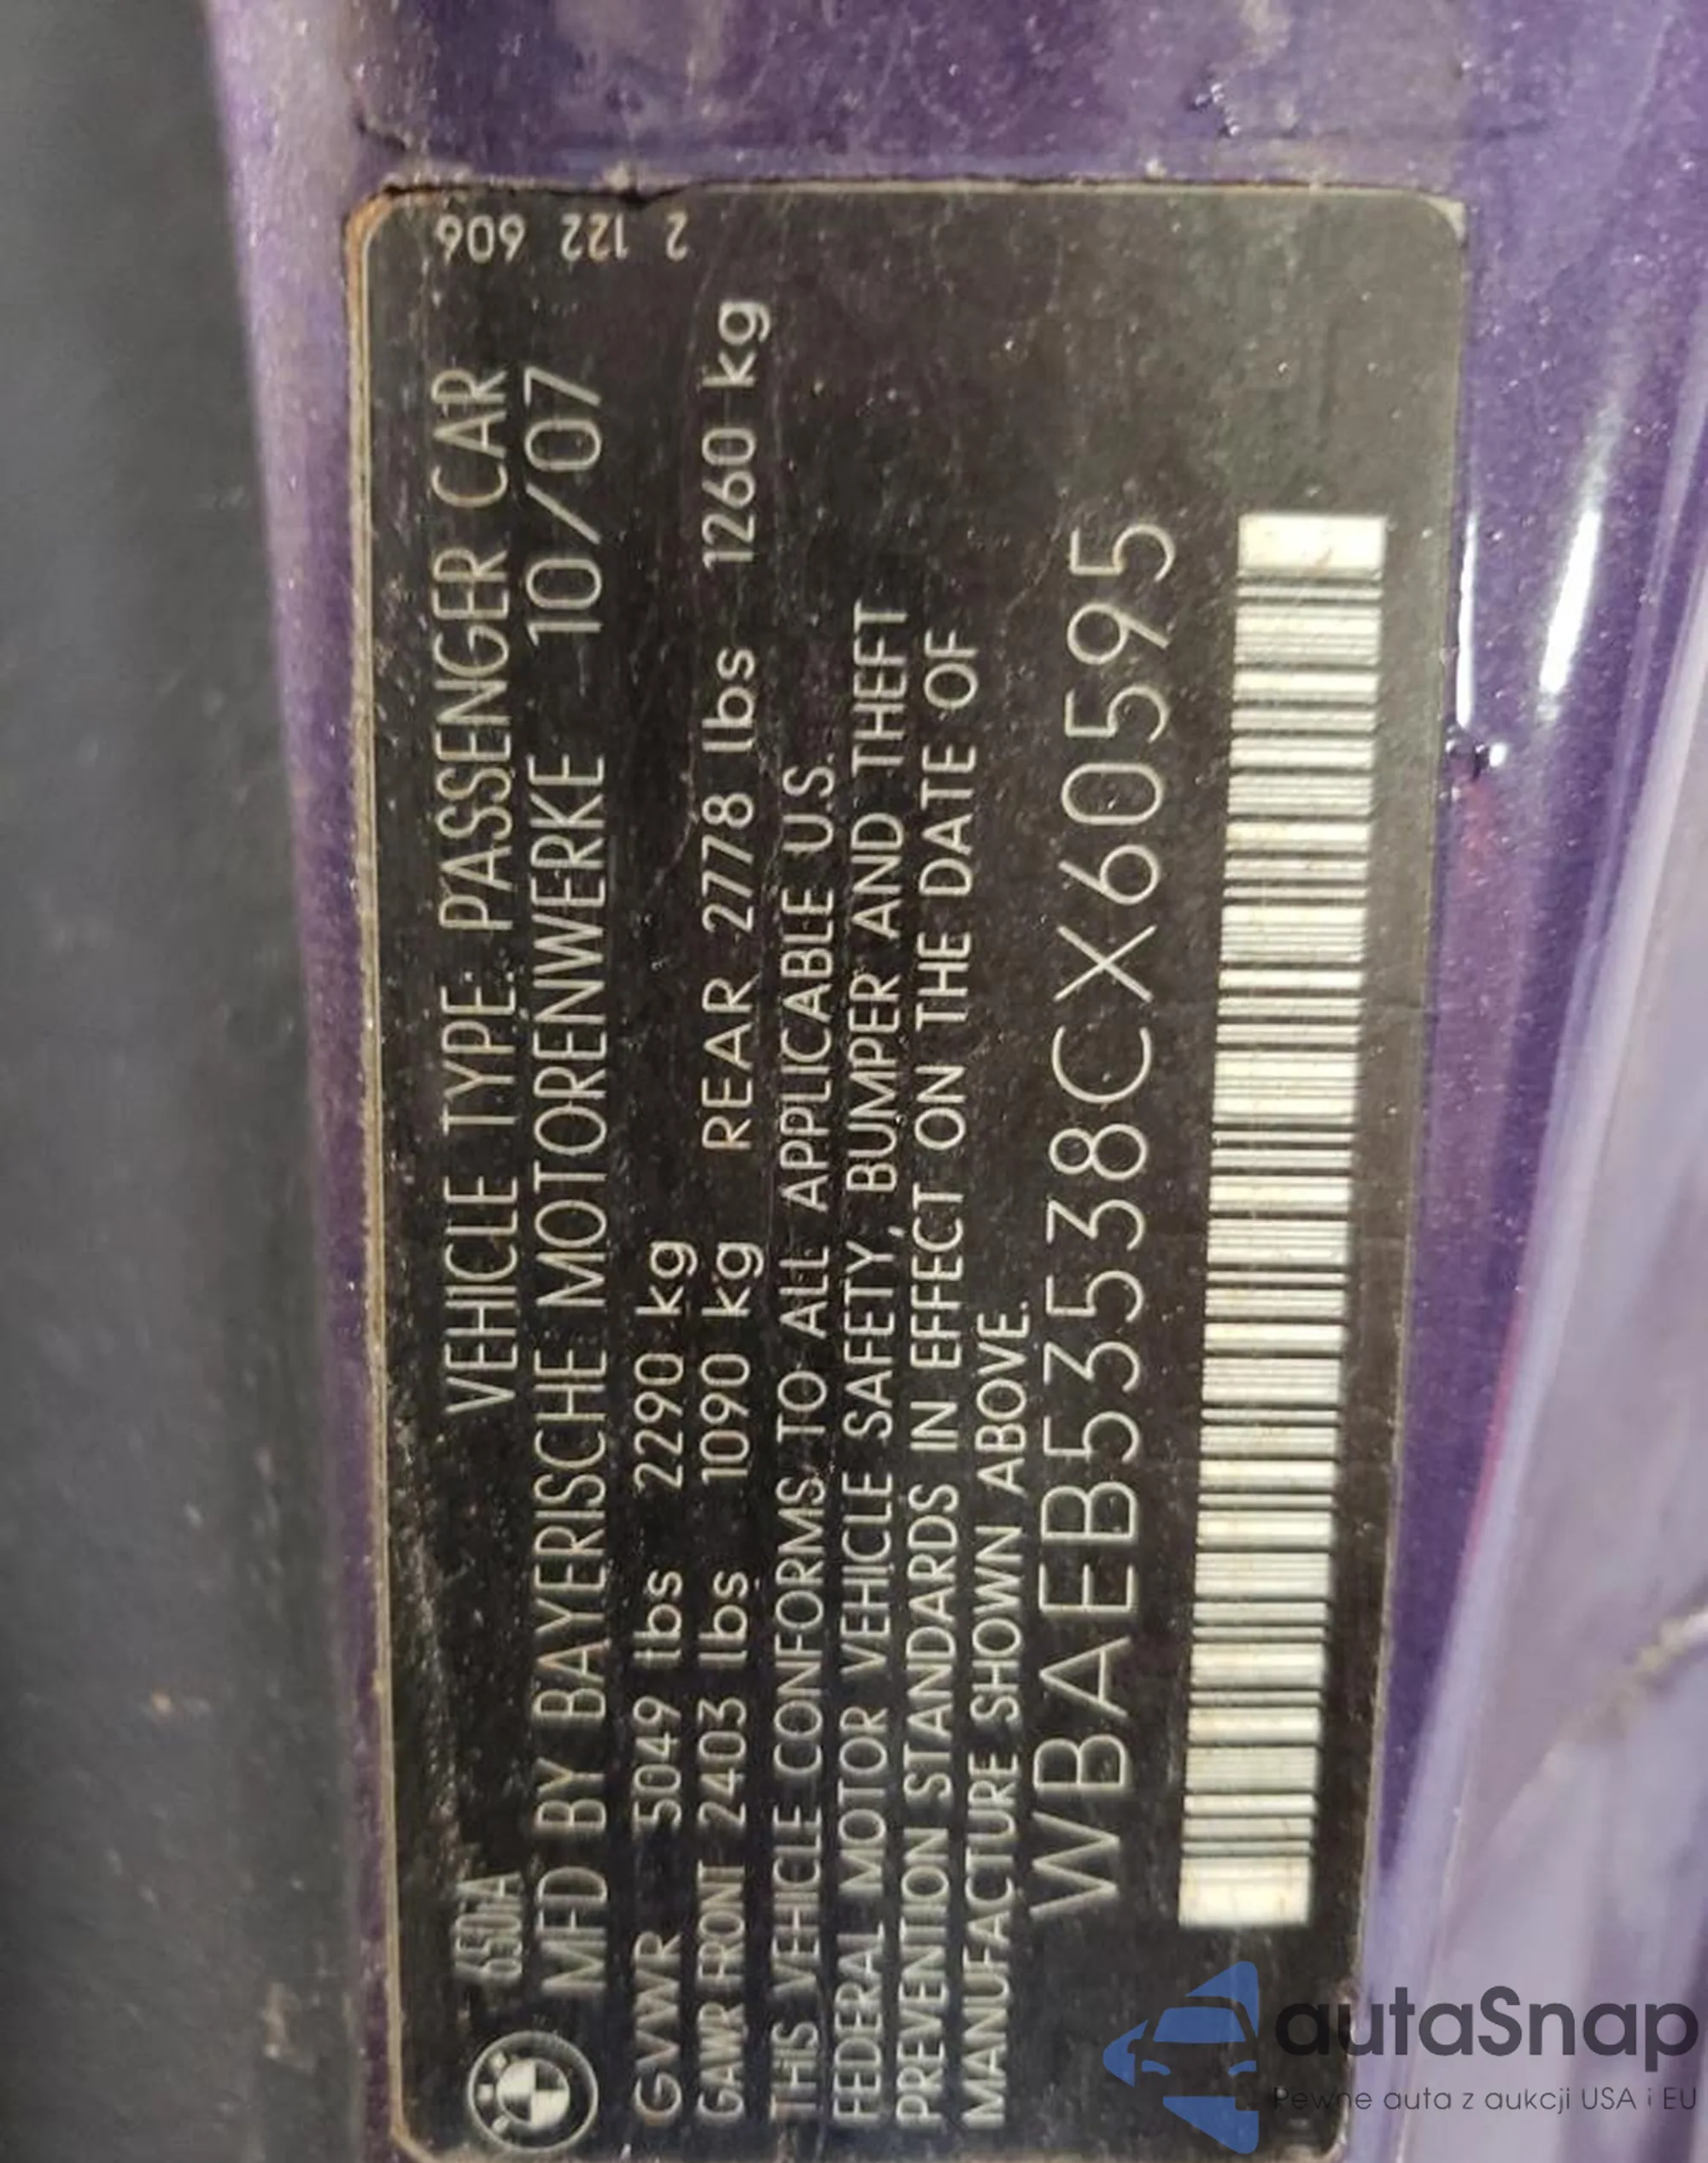 650iA VEHICLE TYPE: PASSENGER CAR
MFD BY BAYERISCHE MOTORENWERKE 10/07
GVWR 5049 lbs 2290 kg
GAWR FRONT 2403 lbs 1090 kg REAR 2778 lbs 1260 kg
THIS VEHICLE CONFORMS TO ALL APPLICABLE U.S.
FEDERAL MOTOR VEHICLE SAFETY, BUMPER AND THEFT
PREVENTION STANDARDS IN EFFECT ON THE DATE OF
MANUFACTURE SHOWN ABOVE.
WBAEB53538CX60595
2 122 606
autaSnap
Pewne auta z aukcji USA i EU